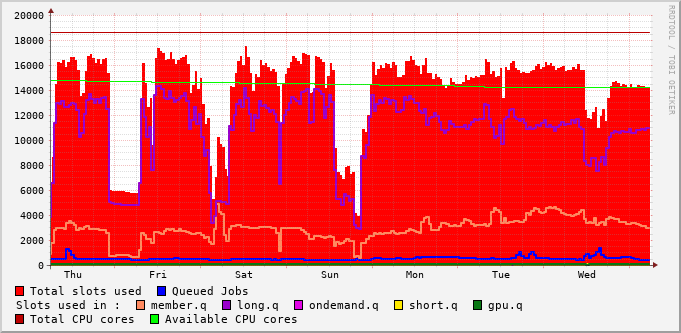 20000
18000
16000
14000
12000
10000
8000
6000
4000
2000
0
Thu Fri Sat Sun Mon Tue Wed
RRDTOOL / TOBI OETIKER
Total slots used Queued Jobs
Slots used in : member.q long.q ondemand.q short.q gpu.q
Total CPU cores Available CPU cores